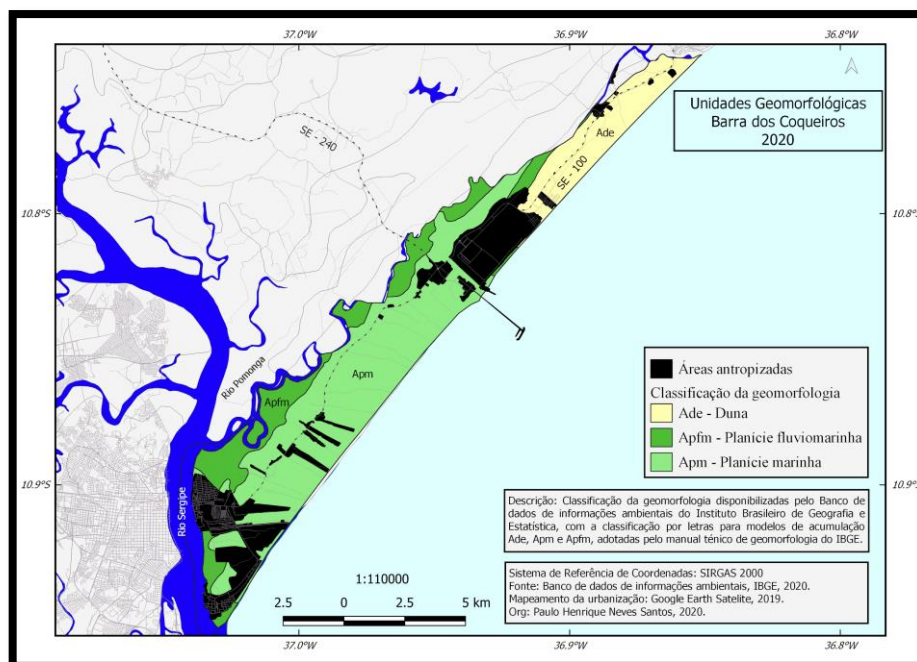 37.0°W
36.9°W
36.8°W
Unidades Geomorfológicas
Barra dos Coqueiros
2020
SE - 240
Ade
SE - 100
10.8°S
10.8°S
Rio Pomonga
Apm
Apfm
Rio Sergipe
Áreas antropizadas
Classificação da geomorfologia
Ade - Duna
Apfm - Planície fluviomarinha
Apm - Planície marinha
10.9°S
10.9°S
Descrição: Classificação da geomorfologia disponibilizadas pelo Banco de
dados de informações ambientais do Instituto Brasileiro de Geografia e
Estatística, com a classificação por letras para modelos de acumulação
Ade, Apm e Apfm, adotadas pelo manual ténico de geomorfologia do IBGE.
Sistema de Referência de Coordenadas: SIRGAS 2000
Fonte: Banco de dados de informações ambientais, IBGE, 2020.
Mapeamento da urbanização: Google Earth Satelite, 2019.
Org: Paulo Henrique Neves Santos, 2020.
1:110000
2.5 0 2.5 5 km
37.0°W
36.9°W
36.8°W